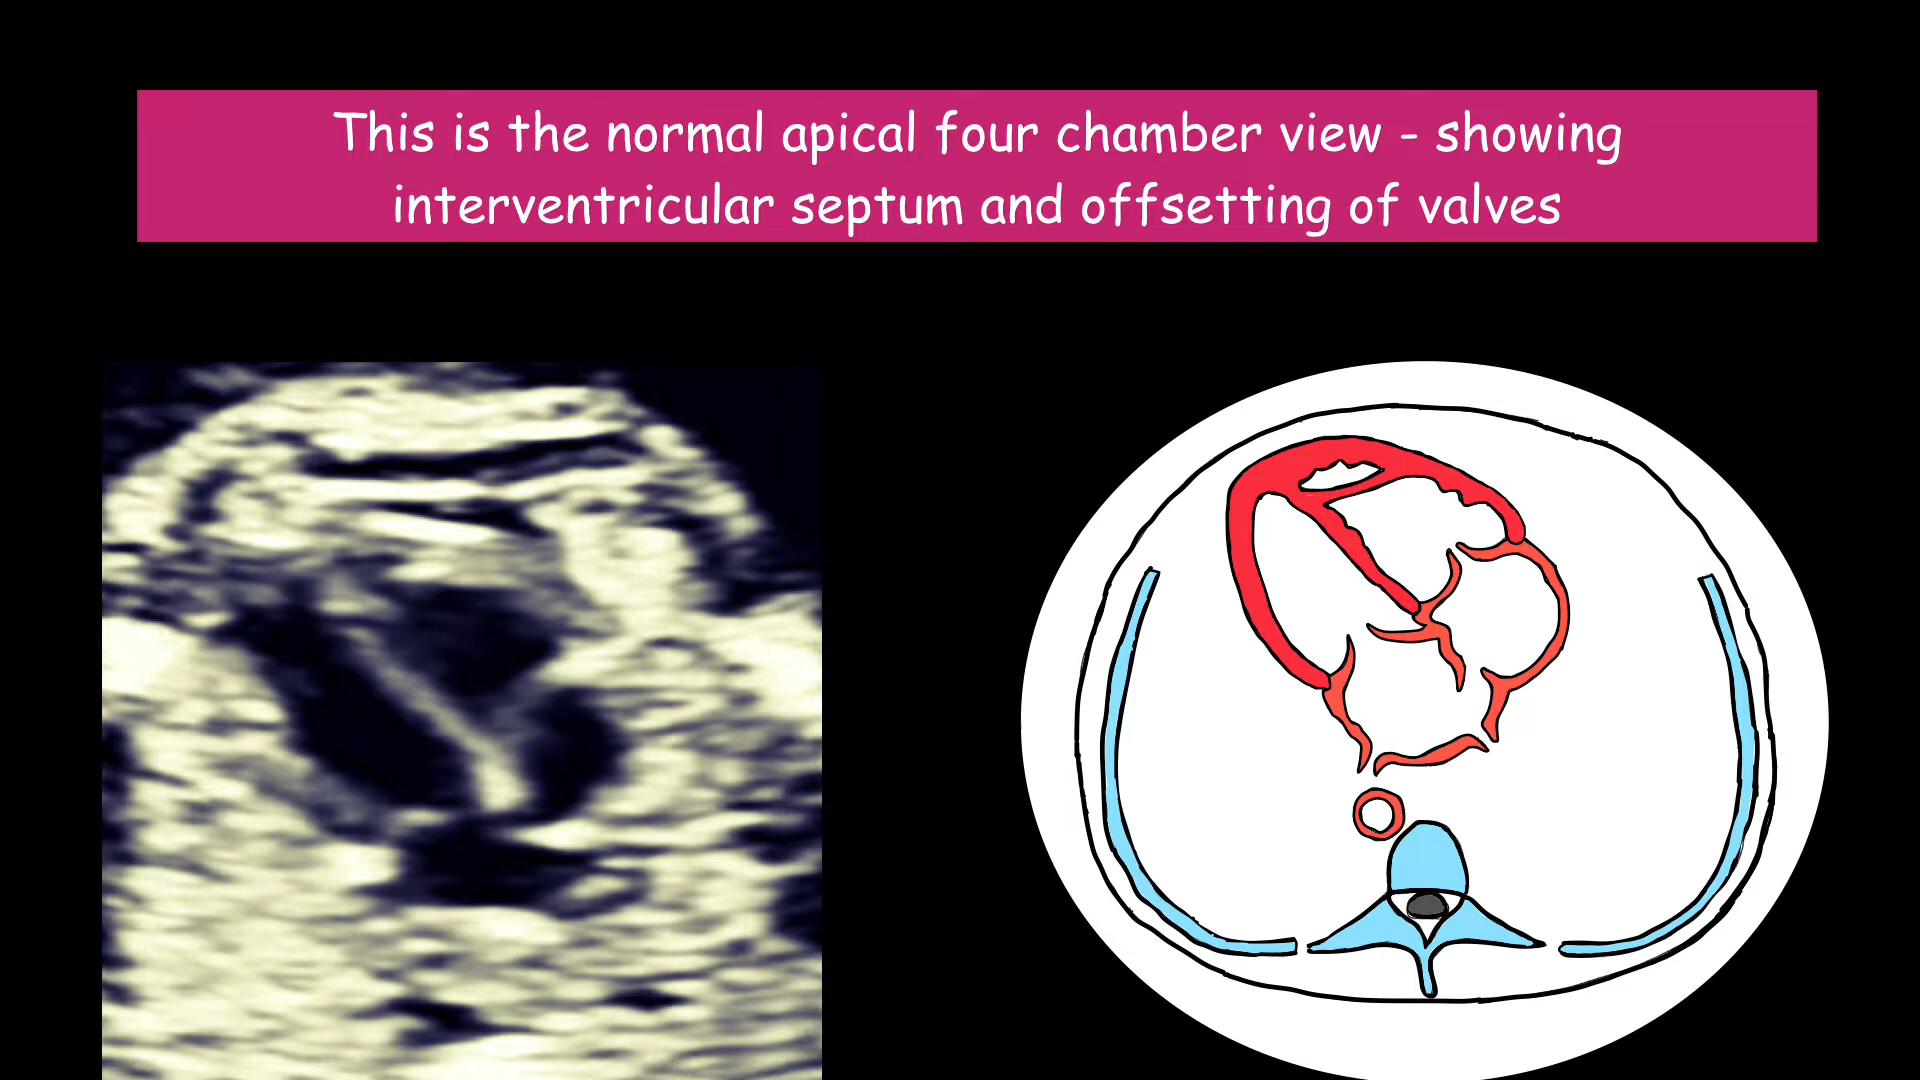 This is the normal apical four chamber view - showing
interventricular septum and offsetting of valves